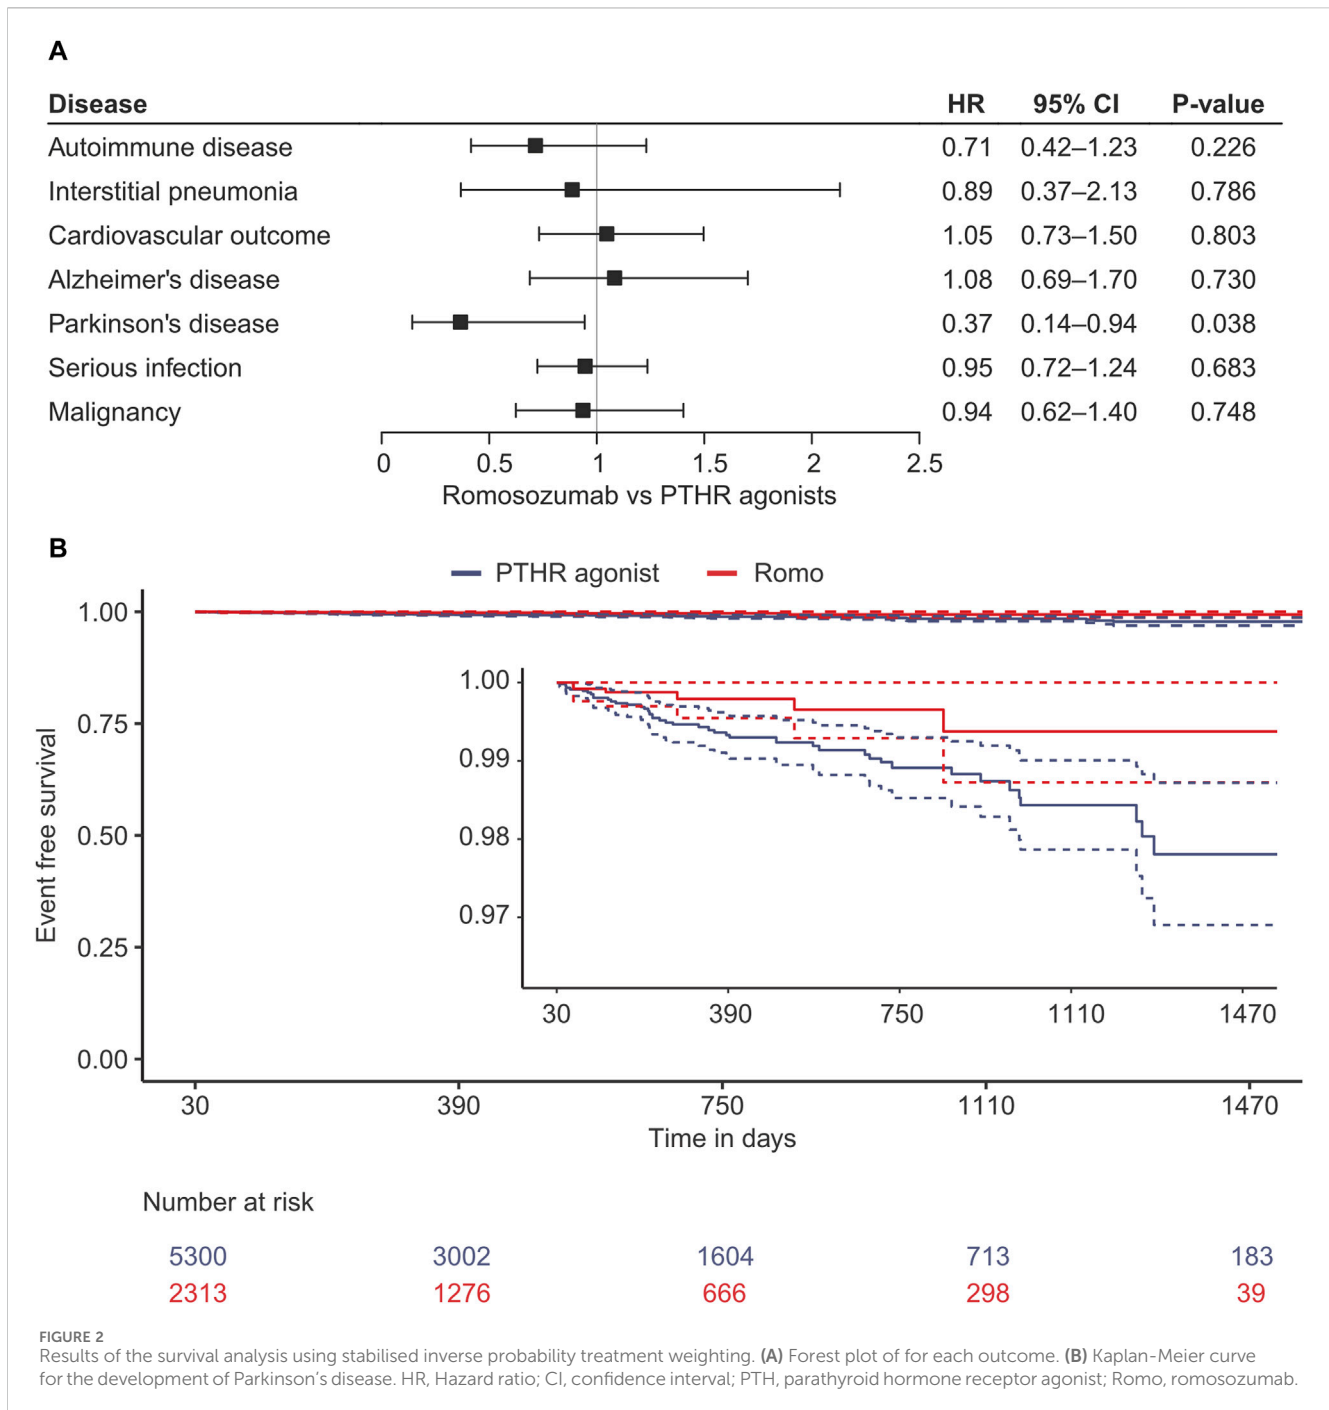 A
Disease HR 95% CI P-value
Autoimmune disease 0.71 0.42–1.23 0.226
Interstitial pneumonia 0.89 0.37–2.13 0.786
Cardiovascular outcome 1.05 0.73–1.50 0.803
Alzheimer's disease 1.08 0.69–1.70 0.730
Parkinson's disease 0.37 0.14–0.94 0.038
Serious infection 0.95 0.72–1.24 0.683
Malignancy 0.94 0.62–1.40 0.748
0 0.5 1 1.5 2 2.5
Romosozumab vs PTHR agonists
B
PTHR agonist Romo
Event free survival
1.00
0.75
0.50
0.25
0.00
1.00
0.99
0.98
0.97
30 390 750 1110 1470
30 390 750 1110 1470
Time in days
Number at risk
5300 3002 1604 713 183
2313 1276 666 298 39
FIGURE 2
Results of the survival analysis using stabilised inverse probability treatment weighting. (A) Forest plot of for each outcome. (B) Kaplan-Meier curve
for the development of Parkinson's disease. HR, Hazard ratio; CI, confidence interval; PTH, parathyroid hormone receptor agonist; Romo, romosozumab.